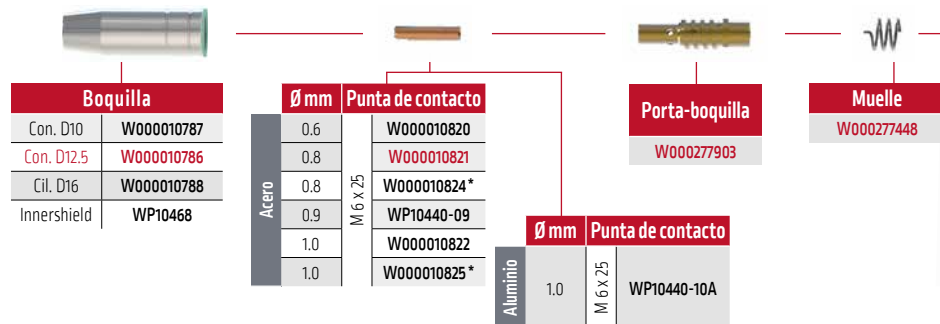 Boquilla
Con. D10 W000010787
Con. D12.5 W000010786
Cil. D16 W000010788
Innershield WP10468
Ø mm Punta de contacto
Acero
M 6 x 25
0.6 W000010820
0.8 W000010821
0.8 W000010824*
0.9 WP10440-09
1.0 W000010822
1.0 W000010825*
Ø mm Punta de contacto
Aluminio
1.0 M 6 x 25 WP10440-10A
Porta-boquilla
W000277903
Muelle
W000277448